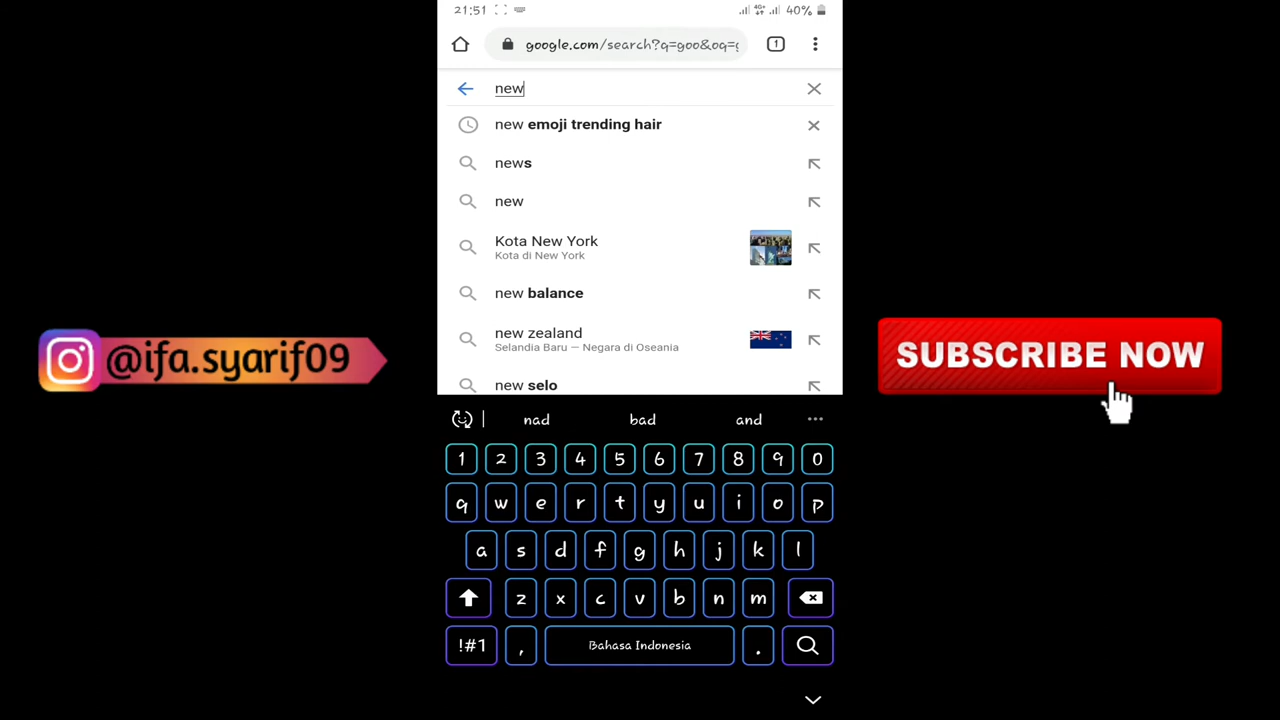 21:51 4G+ 40%
google.com/search?q=goo&oq=g
1
new
new emoji trending hair
news
new
Kota New York
Kota di New York
new balance
new zealand
Selandia Baru — Negara di Oseania
new selo
@ifa.syarif09
SUBSCRIBE NOW
nad bad and
1 2 3 4 5 6 7 8 9 0
q w e r t y u i o p
a s d f g h j k l
z x c v b n m
!#1 , Bahasa Indonesia .